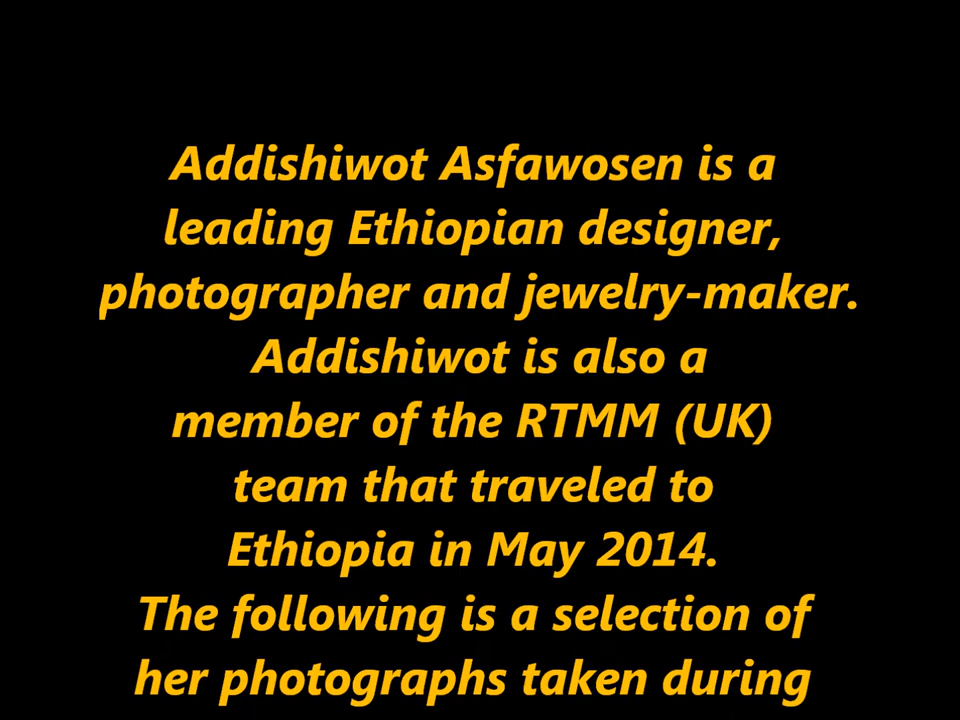 Addishiwot Asfawosen is a
leading Ethiopian designer,
photographer and jewelry-maker.
Addishiwot is also a
member of the RTMM (UK)
team that traveled to
Ethiopia in May 2014.
The following is a selection of
her photographs taken during